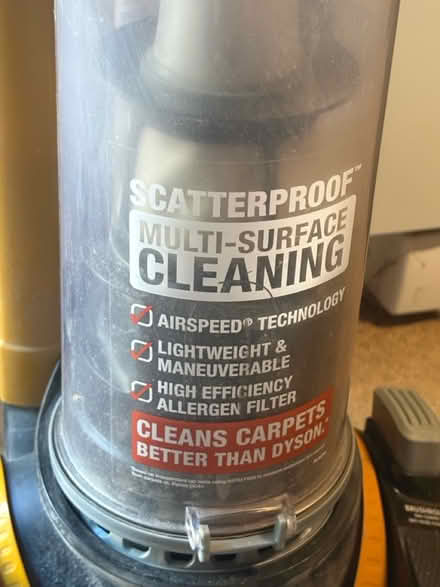 SCATTERPROOF™
MULTI-SURFACE
CLEANING
AIRSPEED® TECHNOLOGY
LIGHTWEIGHT &
MANEUVERABLE
HIGH EFFICIENCY
ALLERGEN FILTER
CLEANS CARPETS
BETTER THAN DYSON.*